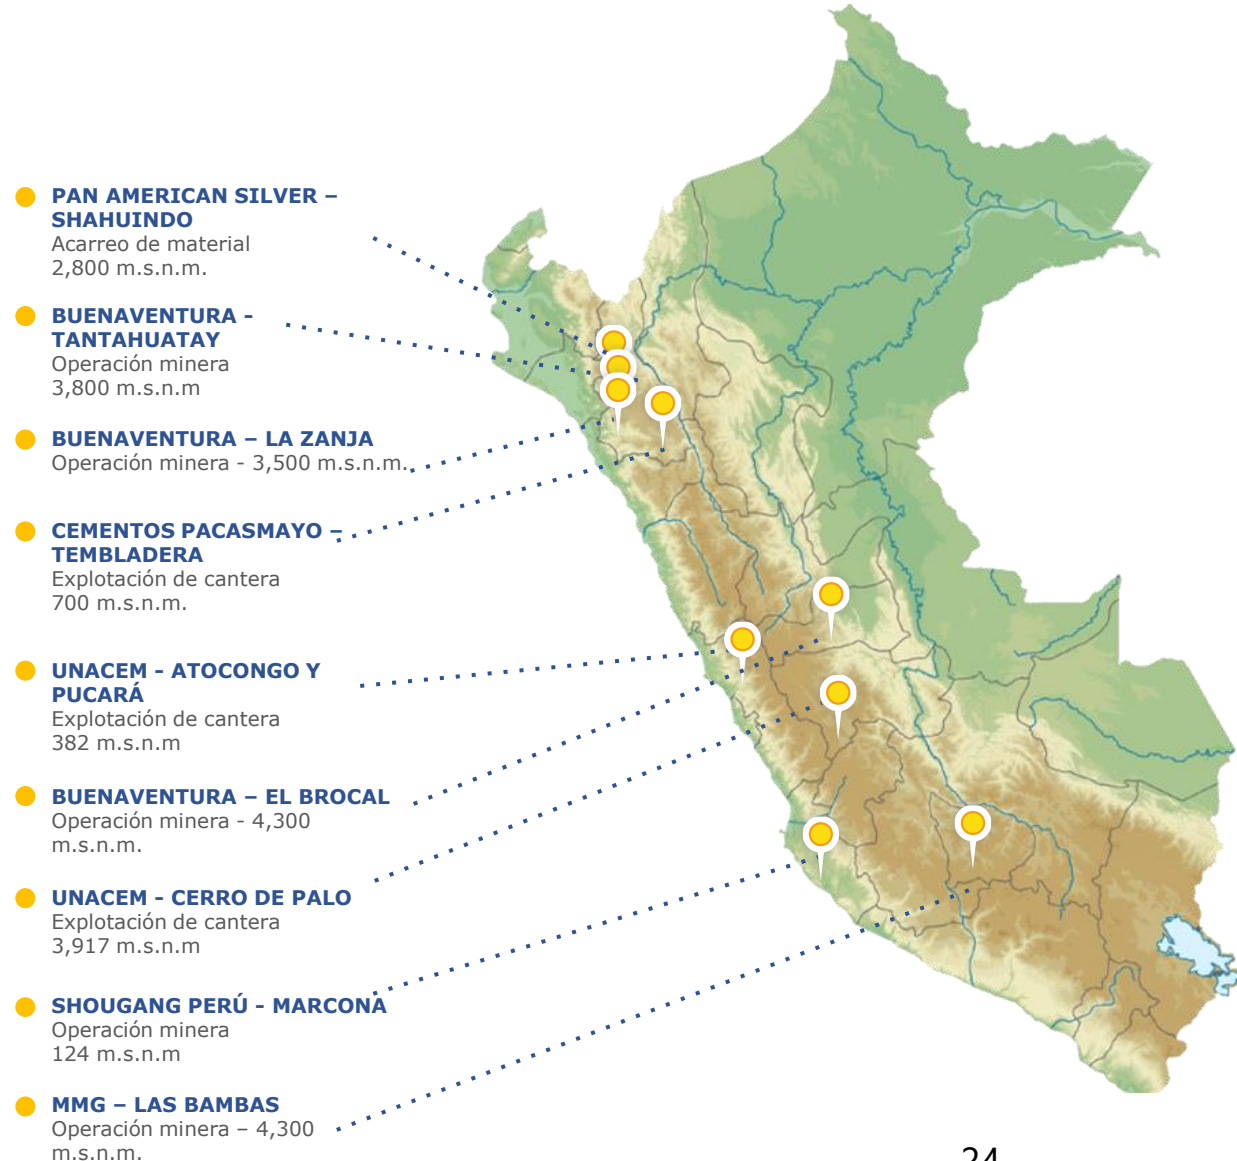 PAN AMERICAN SILVER –
SHAHUINDO
Acarreo de material
2,800 m.s.n.m.
BUENAVENTURA -
TANTAHUATAY
Operación minera
3,800 m.s.n.m
BUENAVENTURA – LA ZANJA
Operación minera - 3,500 m.s.n.m.
CEMENTOS PACASMAYO –
TEMBLADERA
Explotación de cantera
700 m.s.n.m.
UNACEM - ATOCONGO Y
PUCARÁ
Explotación de cantera
382 m.s.n.m
BUENAVENTURA – EL BROCAL
Operación minera - 4,300
m.s.n.m.
UNACEM - CERRO DE PALO
Explotación de cantera
3,917 m.s.n.m
SHOUGANG PERÚ - MARCONA
Operación minera
124 m.s.n.m
MMG – LAS BAMBAS
Operación minera – 4,300
m.s.n.m.
24